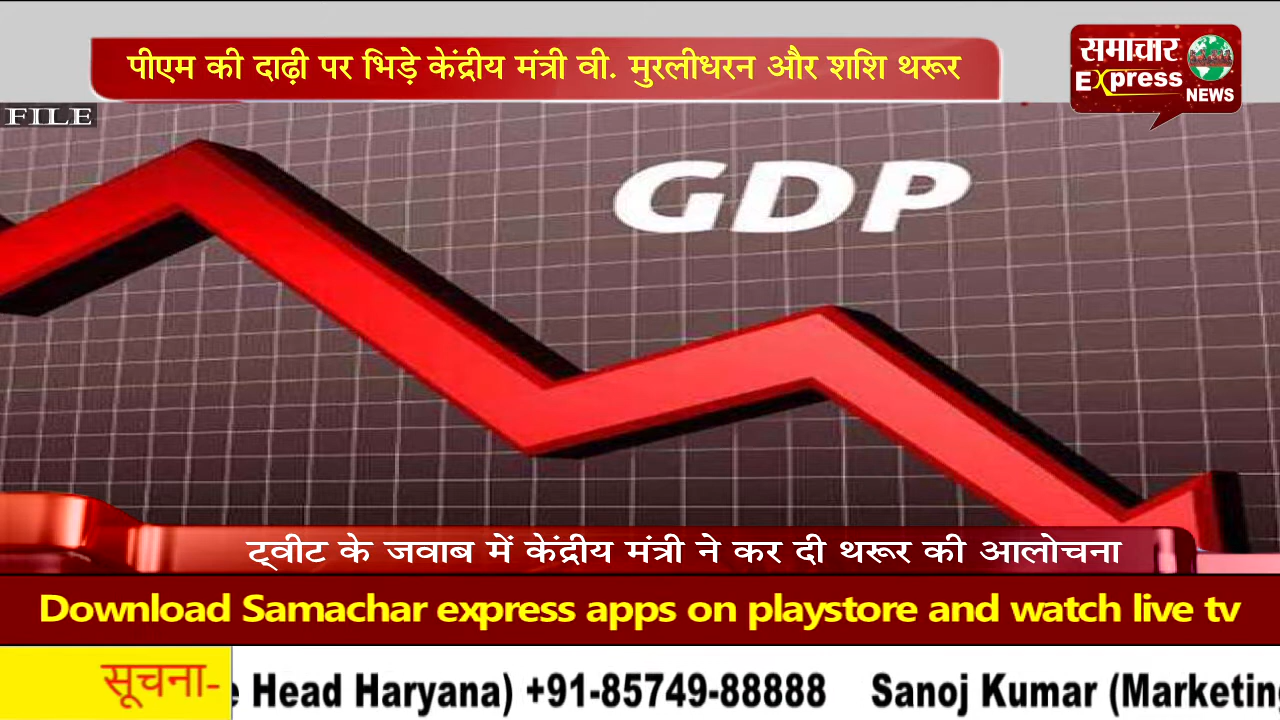 पीएम की दाढ़ी पर भिड़े केंद्रीय मंत्री वी. मुरलीधरन और शशि थरूर
समाचार
Express
NEWS
FILE
GDP
ट्वीट के जवाब में केंद्रीय मंत्री ने कर दी थरूर की आलोचना
Download Samachar express apps on playstore and watch live tv
सूचना-
Head Haryana) +91-85749-88888 Sanoj Kumar (Marketing